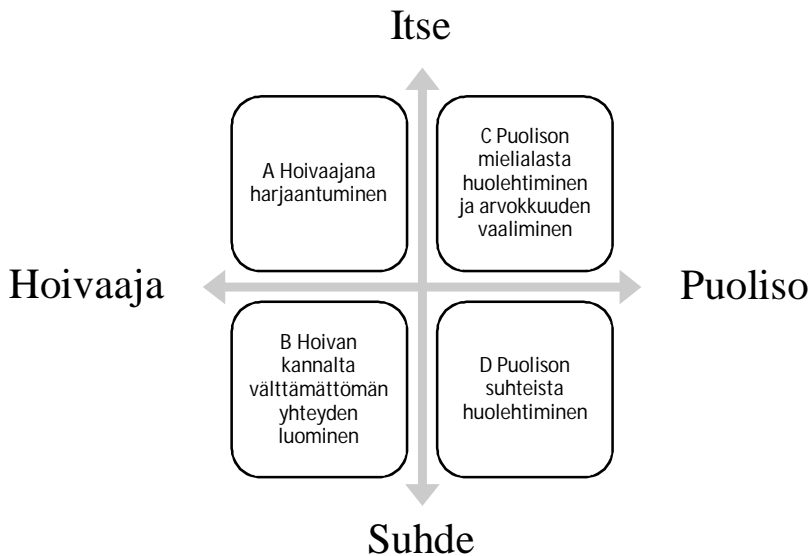 Itse
A Hoivaajana
harjaantuminen
C Puolison
mielialasta
huolehtiminen
ja arvokkuuden
vaaliminen
Hoivaaja
Puoliso
B Hoivan
kannalta
välttämättömän
yhteyden
luominen
D Puolison
suhteista
huolehtiminen
Suhde